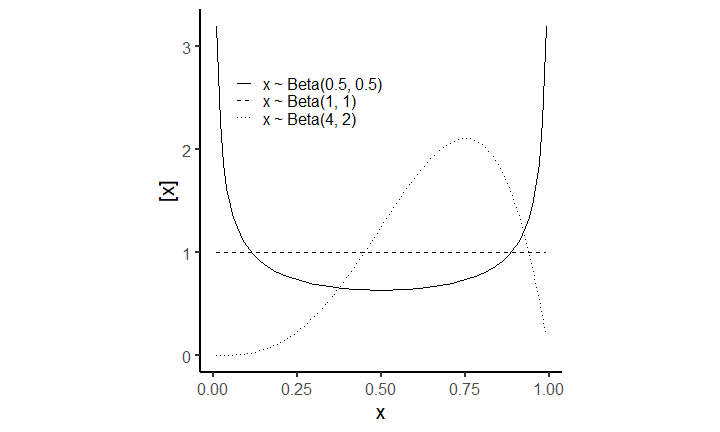 3
x ~ Beta(0.5, 0.5)
x ~ Beta(1, 1)
x ~ Beta(4, 2)
2
[x]
1
0
0.00 0.25 0.50 0.75 1.00
x